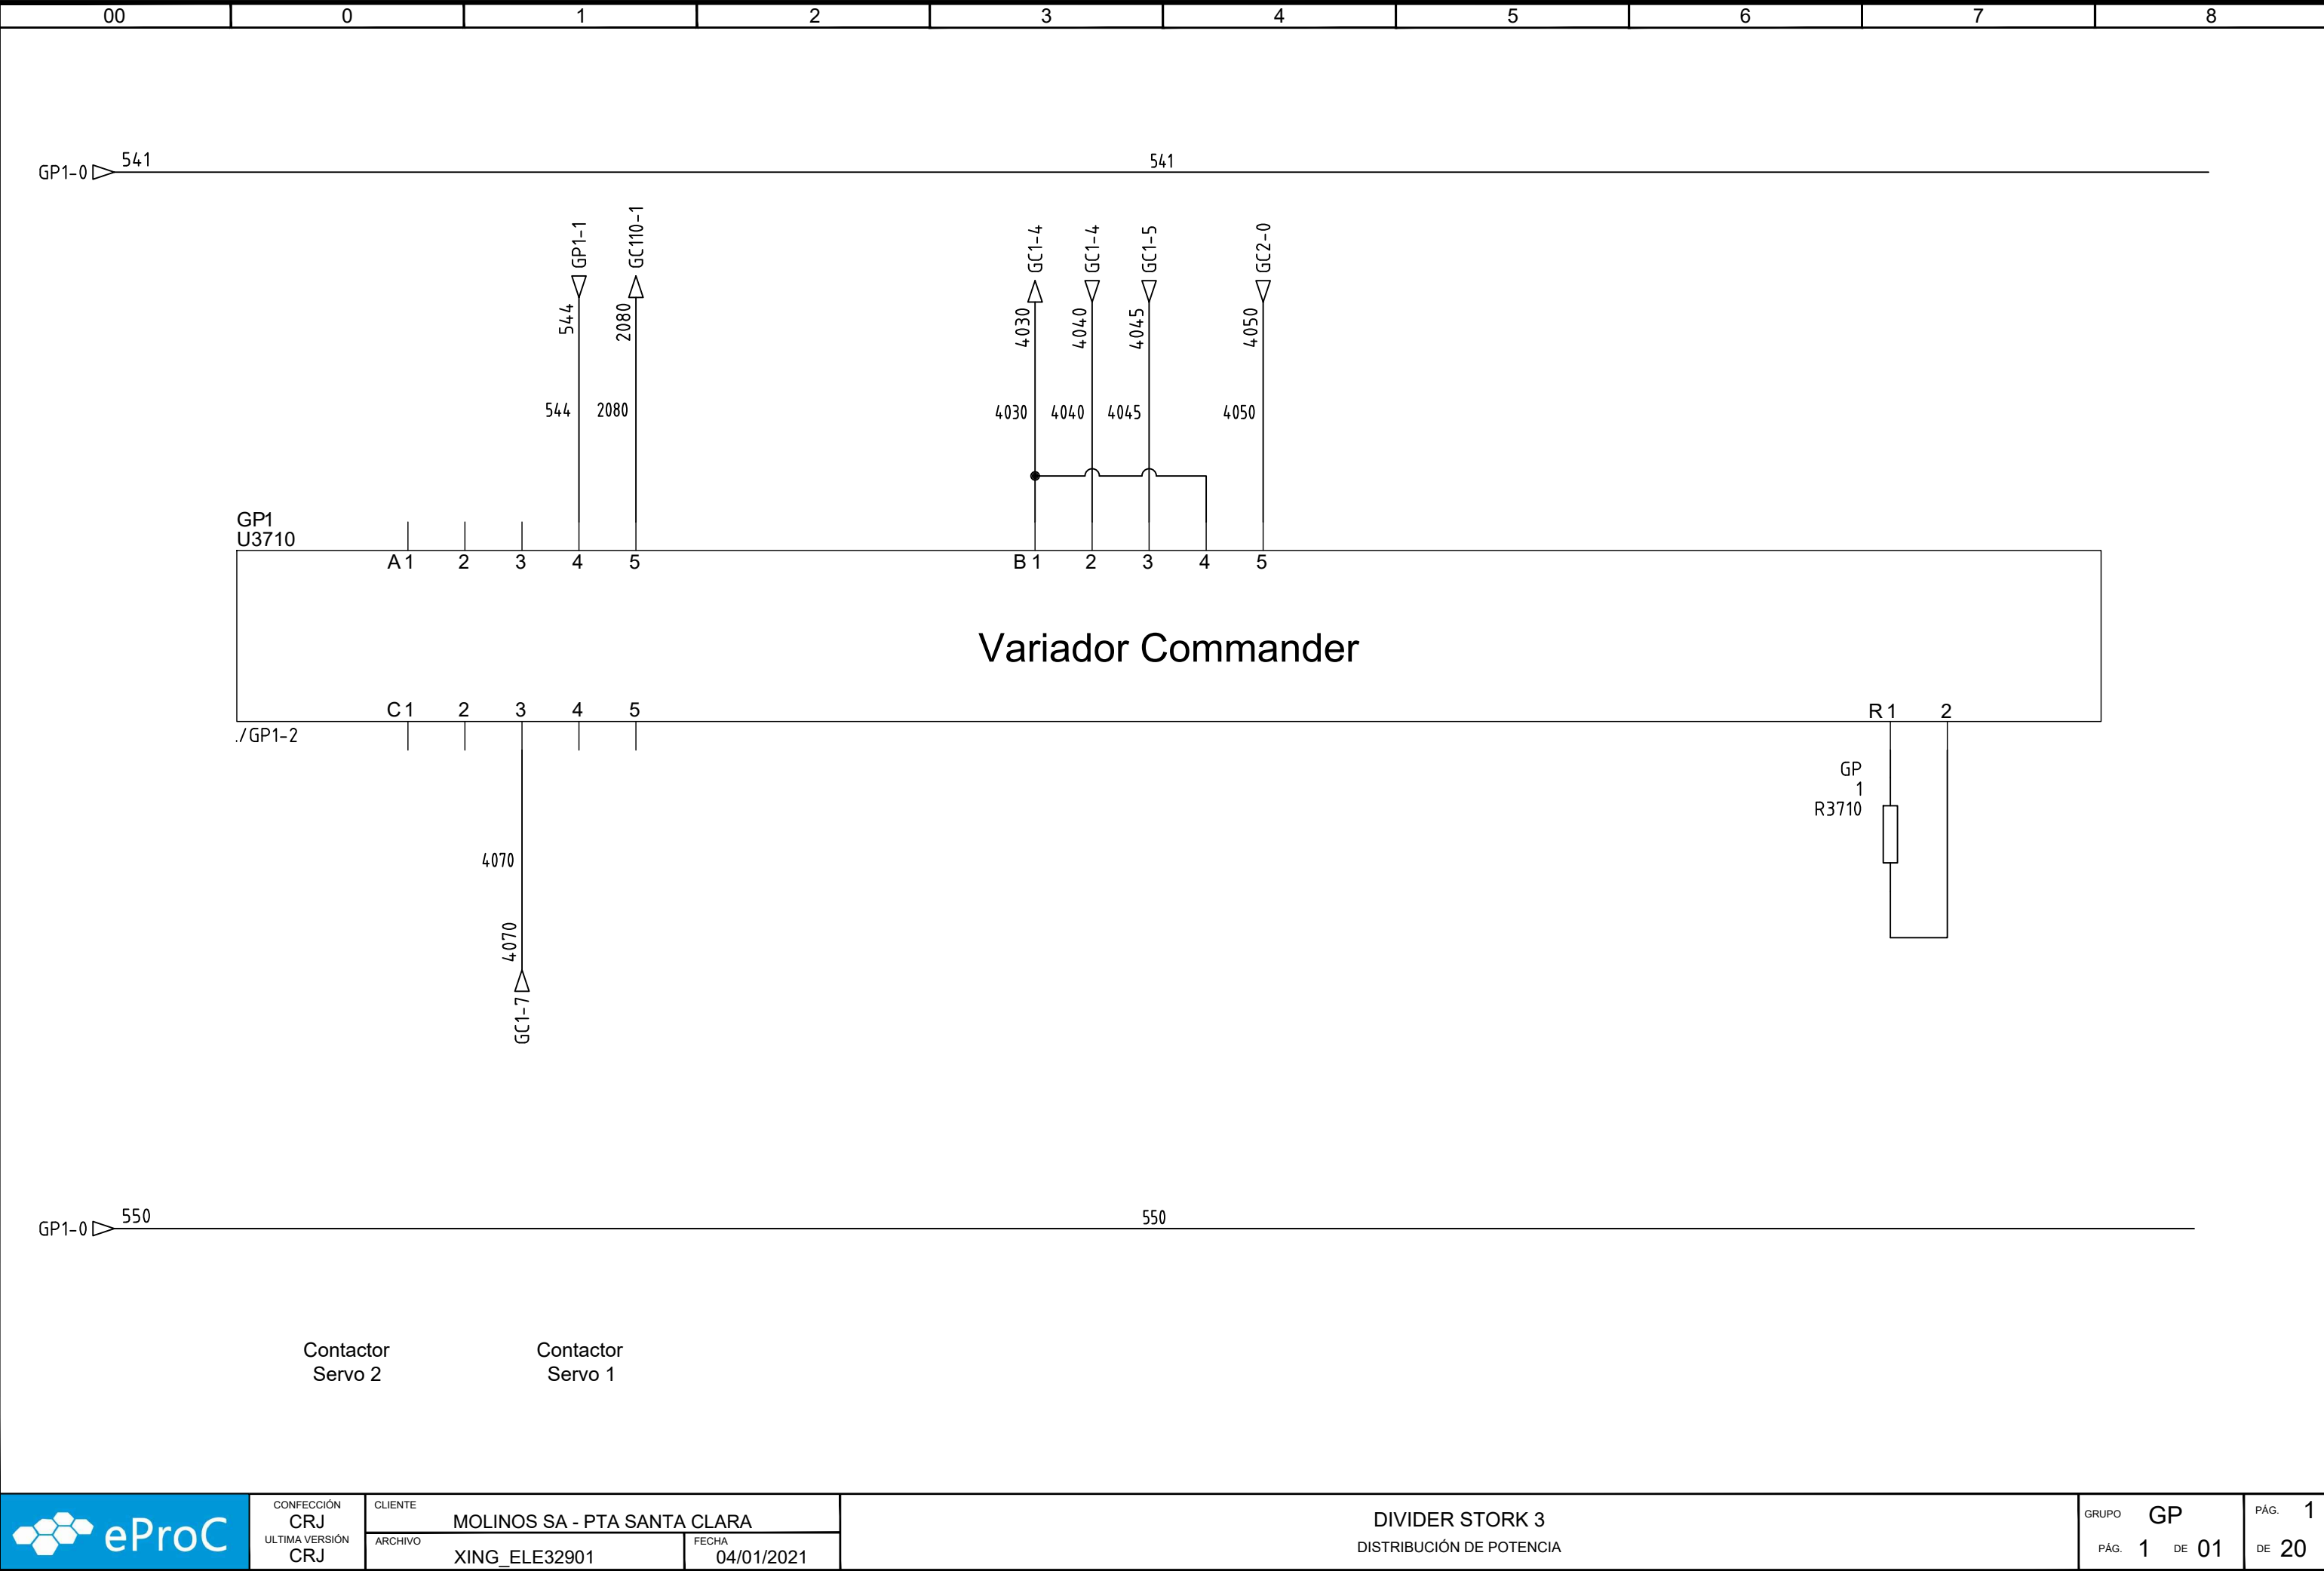 00 0 1 2 3 4 5 6 7 8
GP1-0 541 541
GP1-1 GC110-1 GC1-4 GC1-4 GC1-5 GC2-0
544 2080 4030 4040 4045 4050
544 2080 4030 4040 4045 4050
GP1
U3710
A 1 2 3 4 5 B 1 2 3 4 5
Variador Commander
C 1 2 3 4 5 R 1 2
./GP1-2
GP
1
R3710
4070
4070
GC1-7
GP1-0 550 550
Contactor
Servo 2
Contactor
Servo 1
eProC
CONFECCIÓN
CRJ
ULTIMA VERSIÓN
CRJ
CLIENTE
MOLINOS SA - PTA SANTA CLARA
ARCHIVO
XING_ELE32901
FECHA
04/01/2021
DIVIDER STORK 3
DISTRIBUCIÓN DE POTENCIA
GRUPO GP
PÁG. 1 DE 01
PÁG. 1
DE 20